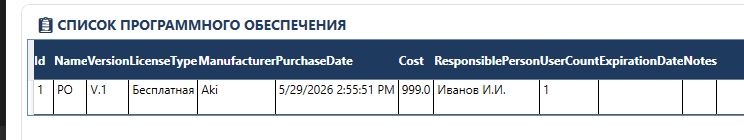 📋 СПИСОК ПРОГРАММНОГО ОБЕСПЕЧЕНИЯ
Id Name Version LicenseType Manufacturer PurchaseDate Cost ResponsiblePerson UserCount ExpirationDate Notes
1 PO V.1 Бесплатная Aki 5/29/2026 2:55:51 PM 999.0 Иванов И.И. 1